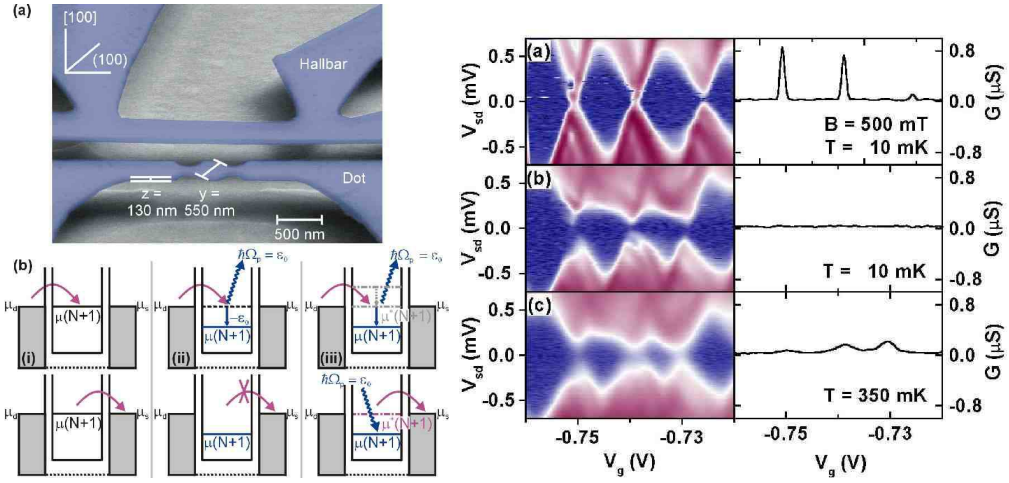 (a)
[100]
(100)
Hallbar
Dot
z =
130 nm
y =
550 nm
500 nm
(b)
ħΩp = ε0
ħΩp = ε0
μd
μ(N+1)
−ε0
μ(N+1)
μ*(N+1)
μ(N+1)
μs
(i)
(ii)
(iii)
ħΩp = ε0
μd
μ(N+1)
μ(N+1)
μ*(N+1)
μ(N+1)
μs
(a)
0.5
0.0
-0.5
Vsd (mV)
B = 500 mT
T = 10 mK
0.8
0.0
-0.8
G (μS)
(b)
0.5
0.0
-0.5
Vsd (mV)
T = 10 mK
0.8
0.0
-0.8
G (μS)
(c)
0.5
0.0
-0.5
Vsd (mV)
T = 350 mK
0.8
0.0
-0.8
G (μS)
-0.75
-0.73
-0.75
-0.73
Vg (V)
Vg (V)